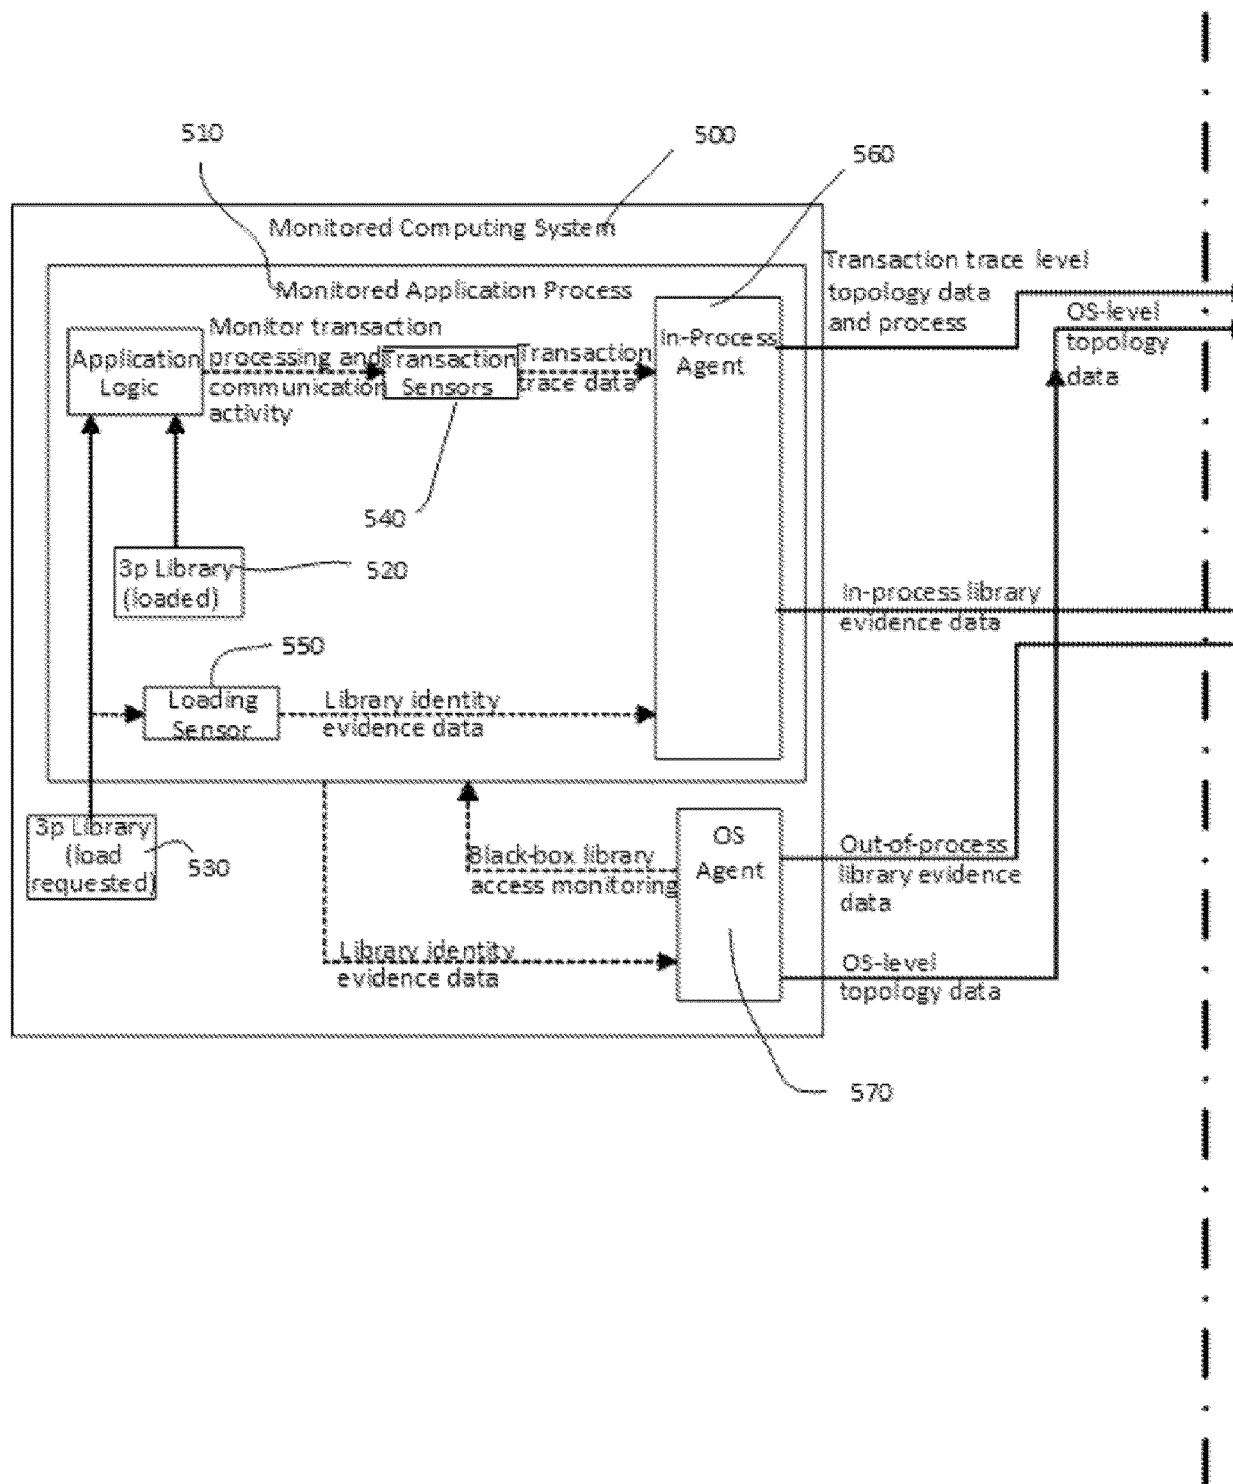 510
500
560
Monitored Computing System
Transaction trace level
topology data
and process
OS-level
topology
data
Monitored Application Process
Monitor transaction
processing and
communication
activity
Application
Logic
Transaction
Sensors
Transaction
trace data
In-Process
Agent
540
3p Library
(loaded)
520
In-process library
evidence data
550
Loading
Sensor
Library identity
evidence data
3p Library
(load
requested)
530
Black-box library
access monitoring
OS
Agent
Out-of-process
library evidence
data
Library identity
evidence data
OS-level
topology data
570